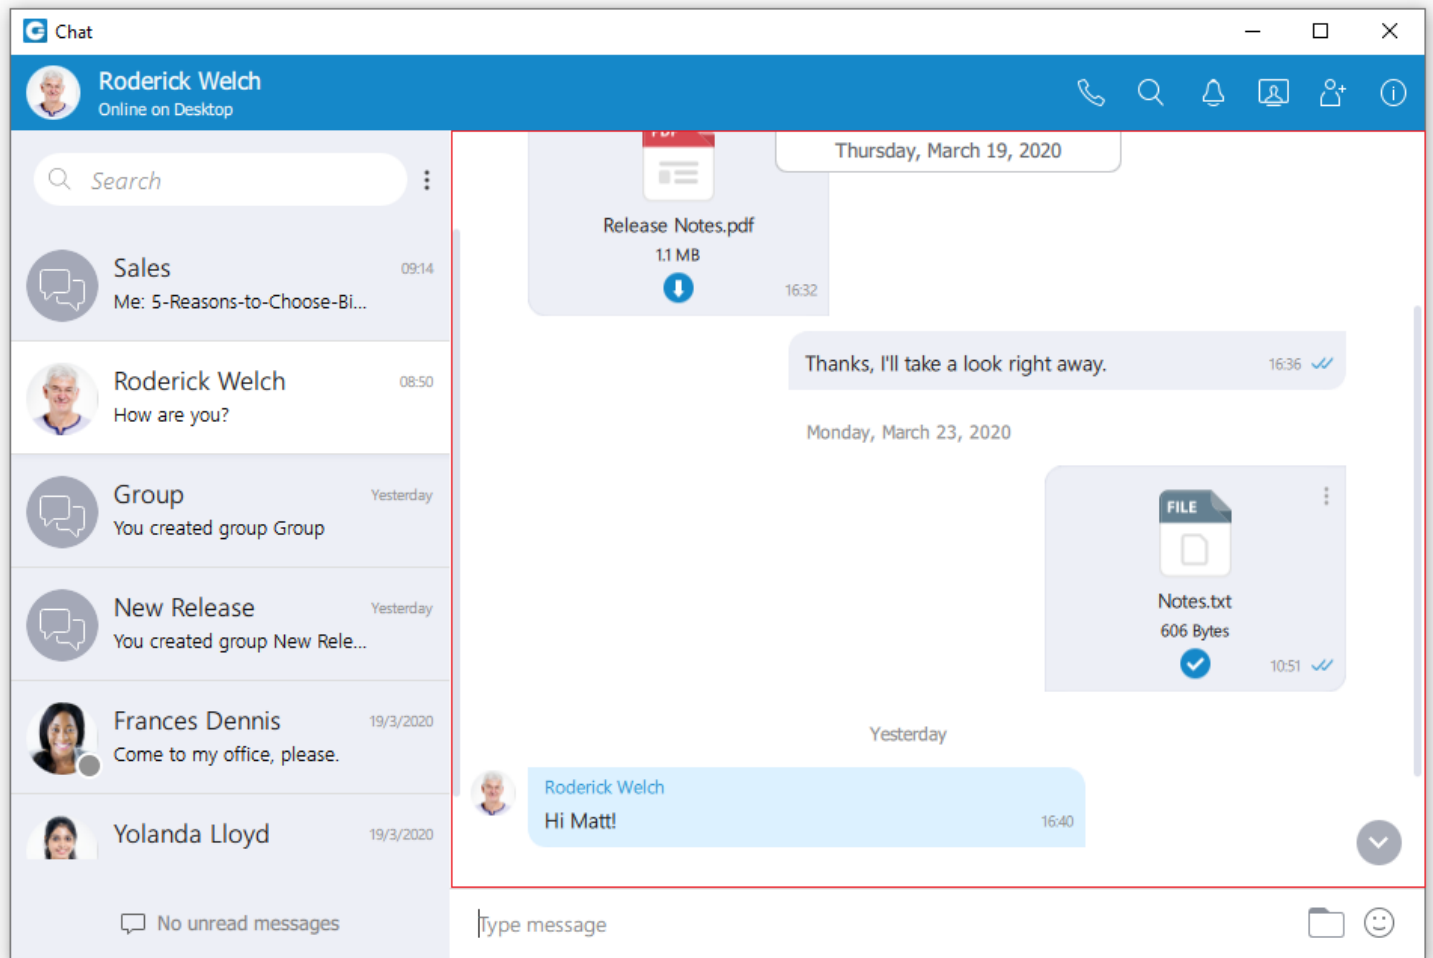 Chat
Roderick Welch
Online on Desktop
Search
Sales
09:14
Me: 5-Reasons-to-Choose-Bi...
Roderick Welch
08:50
How are you?
Group
Yesterday
You created group Group
New Release
Yesterday
You created group New Rele...
Frances Dennis
19/3/2020
Come to my office, please.
Yolanda Lloyd
19/3/2020
No unread messages
PDF
Thursday, March 19, 2020
Release Notes.pdf
1.1 MB
16:32
Thanks, I'll take a look right away.
16:36
Monday, March 23, 2020
FILE
Notes.txt
606 Bytes
10:51
Yesterday
Roderick Welch
Hi Matt!
16:40
Type message